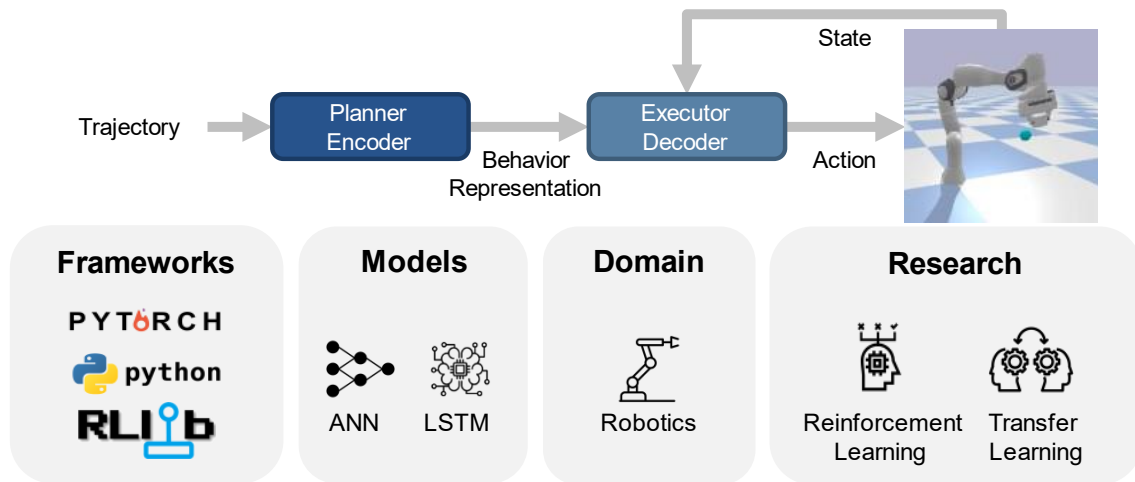 State
Trajectory
Planner
Encoder
Behavior
Representation
Executor
Decoder
Action
Frameworks
PYTORCH
python
RLlib
Models
ANN
LSTM
Domain
Robotics
Research
Reinforcement
Learning
Transfer
Learning